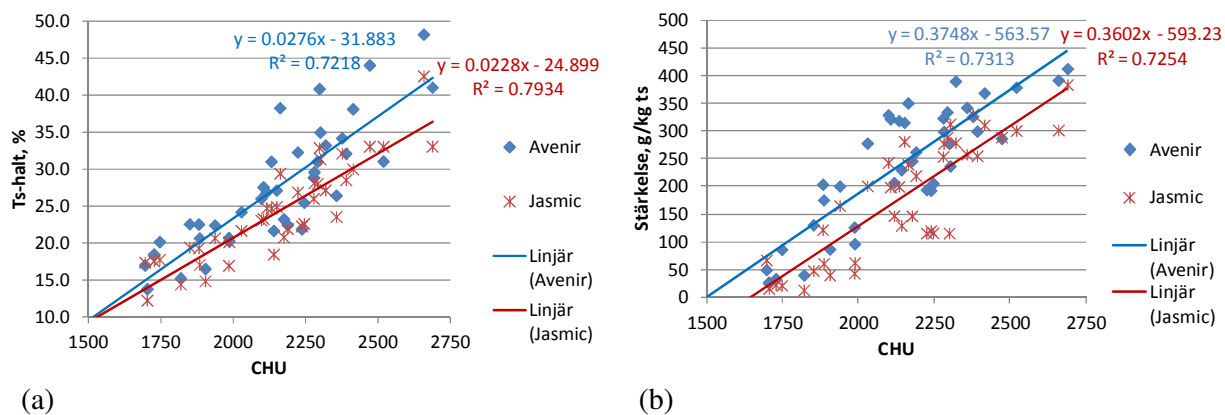 50.0
45.0
40.0
35.0
30.0
25.0
20.0
15.0
10.0
Ts-halt, %
y = 0.0276x - 31.883
R² = 0.7218
y = 0.0228x - 24.899
R² = 0.7934
1500 1750 2000 2250 2500 2750
CHU
Avenir
Jasmic
Linjär
(Avenir)
Linjär
(Jasmic)
(a)
500
450
400
350
300
250
200
150
100
50
0
Stärkelse, g/kg ts
y = 0.3748x - 563.57
R² = 0.7313
y = 0.3602x - 593.23
R² = 0.7254
1500 1750 2000 2250 2500 2750
CHU
Avenir
Jasmic
Linjär
(Avenir)
Linjär
(Jasmic)
(b)